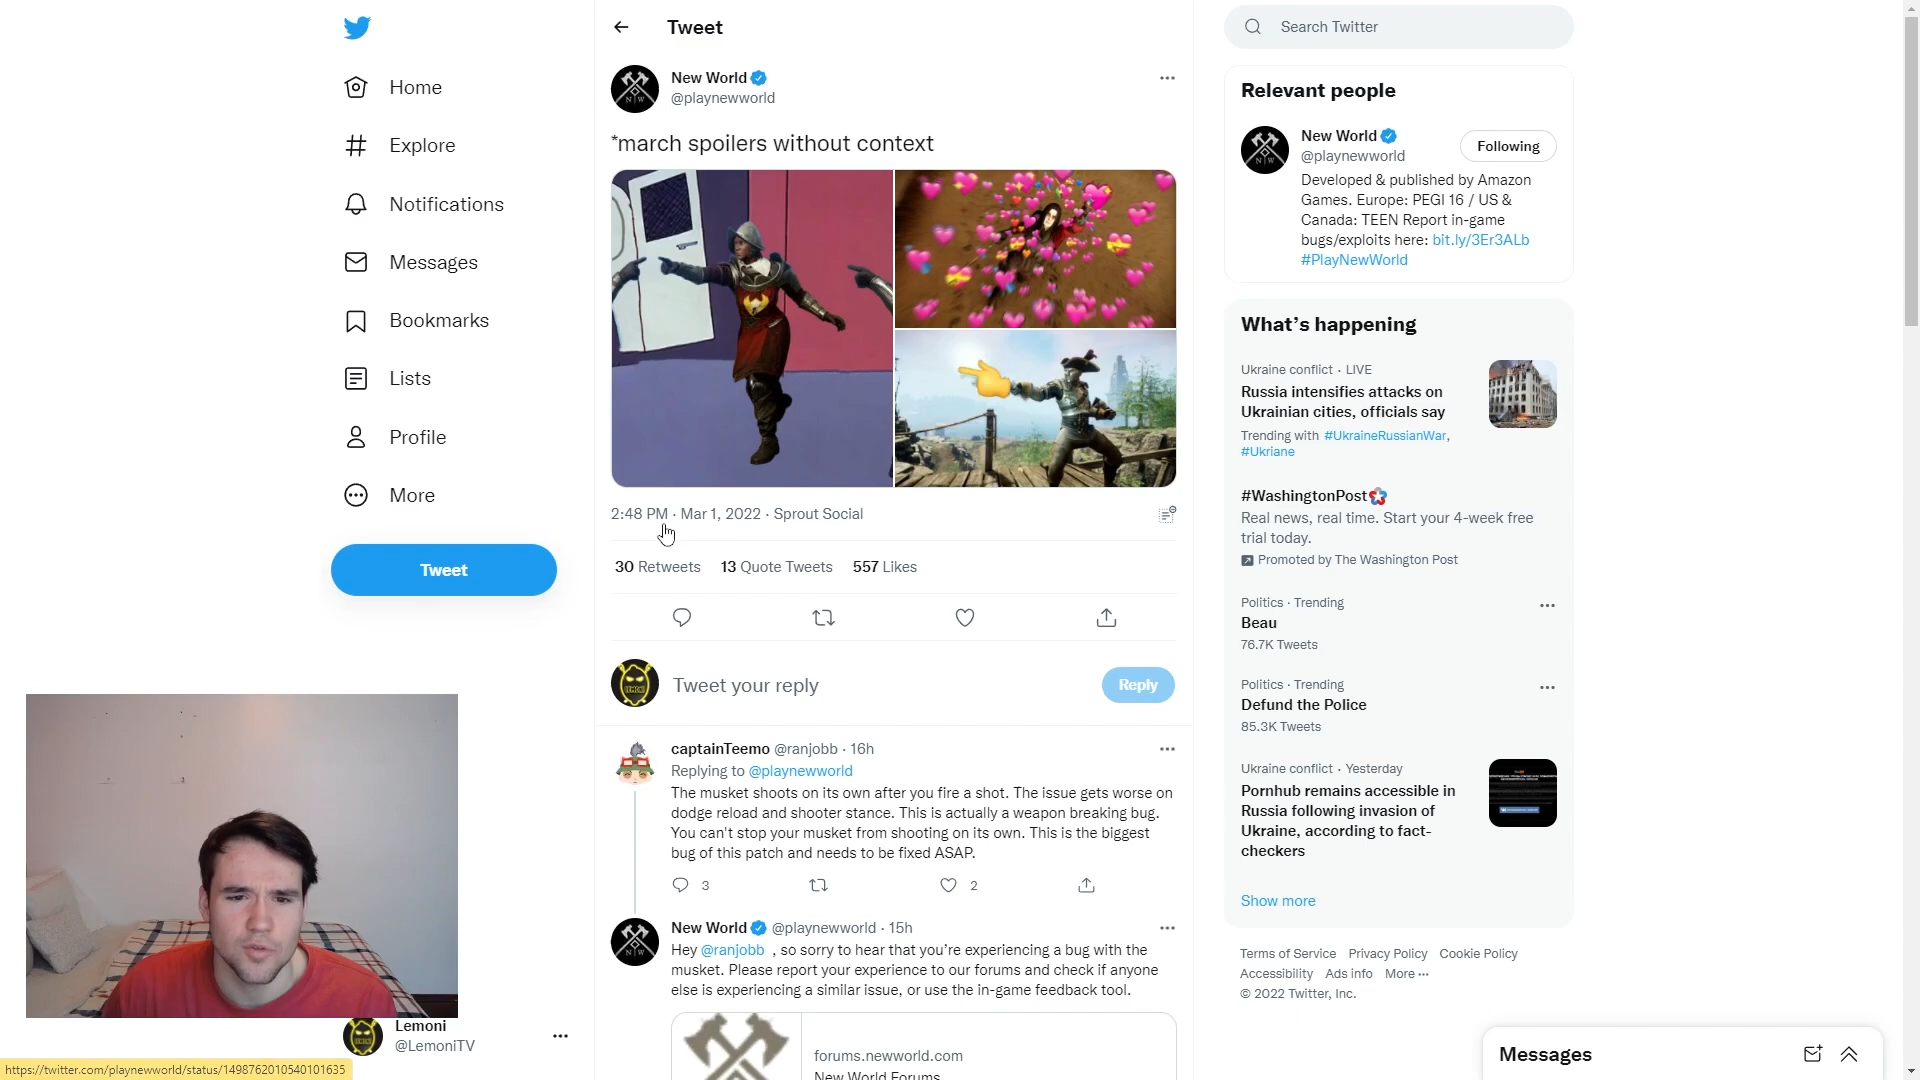 Home
Explore
Notifications
Messages
Bookmarks
Lists
Profile
More
Tweet
Lemoni
@LemoniTV
https://twitter.com/playnewworld/status/1498762010540101635
Tweet
New World
@playnewworld
*march spoilers without context
2:48 PM · Mar 1, 2022 · Sprout Social
30 Retweets 13 Quote Tweets 557 Likes
Tweet your reply
Reply
captainTeemo @ranjobb · 16h
Replying to @playnewworld
The musket shoots on its own after you fire a shot. The issue gets worse on
dodge reload and shooter stance. This is actually a weapon breaking bug.
You can't stop your musket from shooting on its own. This is the biggest
bug of this patch and needs to be fixed ASAP.
3 2
New World @playnewworld · 15h
Hey @ranjobb , so sorry to hear that you're experiencing a bug with the
musket. Please report your experience to our forums and check if anyone
else is experiencing a similar issue, or use the in-game feedback tool.
forums.newworld.com
New World Forums
Search Twitter
Relevant people
New World
@playnewworld
Following
Developed & published by Amazon
Games. Europe: PEGI 16 / US &
Canada: TEEN Report in-game
bugs/exploits here: bit.ly/3Er3ALb
#PlayNewWorld
What's happening
Ukraine conflict · LIVE
Russia intensifies attacks on
Ukrainian cities, officials say
Trending with #UkraineRussianWar,
#Ukriane
#WashingtonPost
Real news, real time. Start your 4-week free
trial today.
Promoted by The Washington Post
Politics · Trending
Beau
76.7K Tweets
Politics · Trending
Defund the Police
85.3K Tweets
Ukraine conflict · Yesterday
Pornhub remains accessible in
Russia following invasion of
Ukraine, according to fact-
checkers
Show more
Terms of Service Privacy Policy Cookie Policy
Accessibility Ads info More ···
© 2022 Twitter, Inc.
Messages